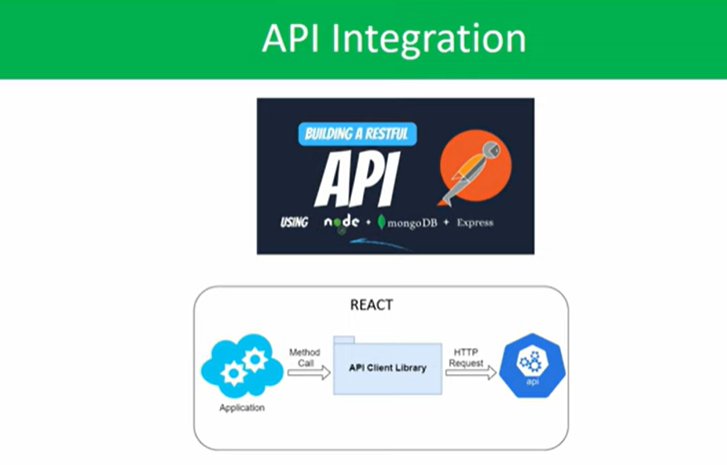 API Integration
BUILDING A RESTFUL
API
USING node + mongoDB + Express
REACT
Method
Call
HTTP
Request
API Client Library
api
Application